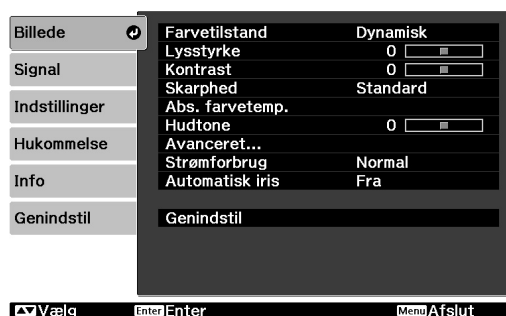 Billede
Signal
Indstillinger
Hukommelse
Info
Genindstil
Farvetilstand Dynamisk
Lysstyrke 0
Kontrast 0
Skarphed Standard
Abs. farvetemp.
Hudtone 0
Avanceret...
Strømforbrug Normal
Automatisk iris Fra
Genindstil
Vælg Enter Enter Menu Afslut